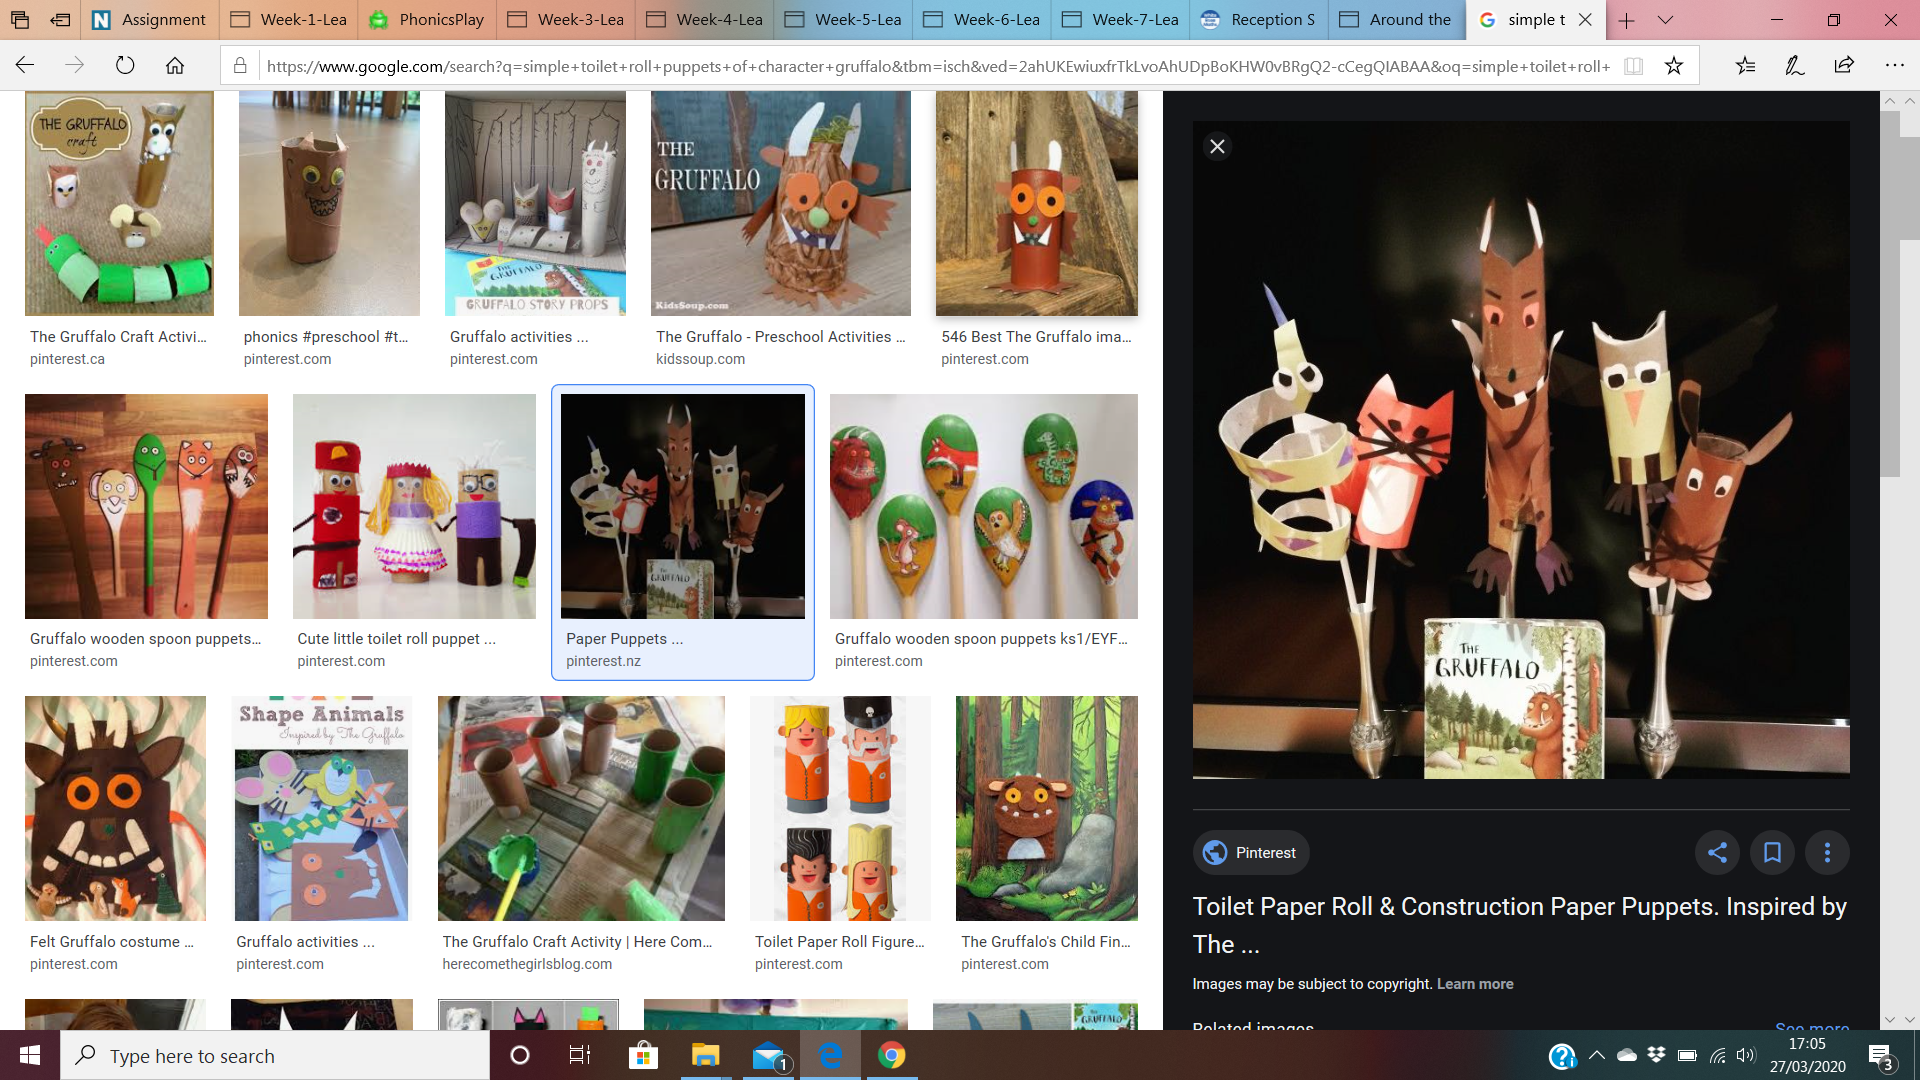 Assignment
Week-1-Lea
PhonicsPlay
Week-3-Lea
Week-4-Lea
Week-5-Lea
Week-6-Lea
Week-7-Lea
Reception S
Around the
simple t
https://www.google.com/search?q=simple+toilet+roll+puppets+of+character+gruffalo&tbm=isch&ved=2ahUKEwiuxfrTkLvoAhUDpBoKHW0vBRgQ2-cCegQIABAA&oq=simple+toilet+roll+
THE GRUFFALO
craft
THE
GRUFFALO
GRUFFALO
GRUFFALO STORY PROPS
KidsSoup.com
The Gruffalo Craft Activi...
pinterest.ca
phonics #preschool #t...
pinterest.com
Gruffalo activities ...
pinterest.com
The Gruffalo - Preschool Activities ...
kidssoup.com
546 Best The Gruffalo ima...
pinterest.com
GRUFFALO
Gruffalo wooden spoon puppets...
pinterest.com
Cute little toilet roll puppet ...
pinterest.com
Paper Puppets ...
pinterest.nz
Gruffalo wooden spoon puppets ks1/EYF...
pinterest.com
Shape Animals
Inspired by The Gruffalo
Felt Gruffalo costume ...
pinterest.com
Gruffalo activities ...
pinterest.com
The Gruffalo Craft Activity | Here Com...
herecomethegirlsblog.com
Toilet Paper Roll Figure...
pinterest.com
The Gruffalo's Child Fin...
pinterest.com
THE
GRUFFALO
Pinterest
Toilet Paper Roll & Construction Paper Puppets. Inspired by
The ...
Images may be subject to copyright. Learn more
Related images
See more
Type here to search
1
17:05
27/03/2020
3